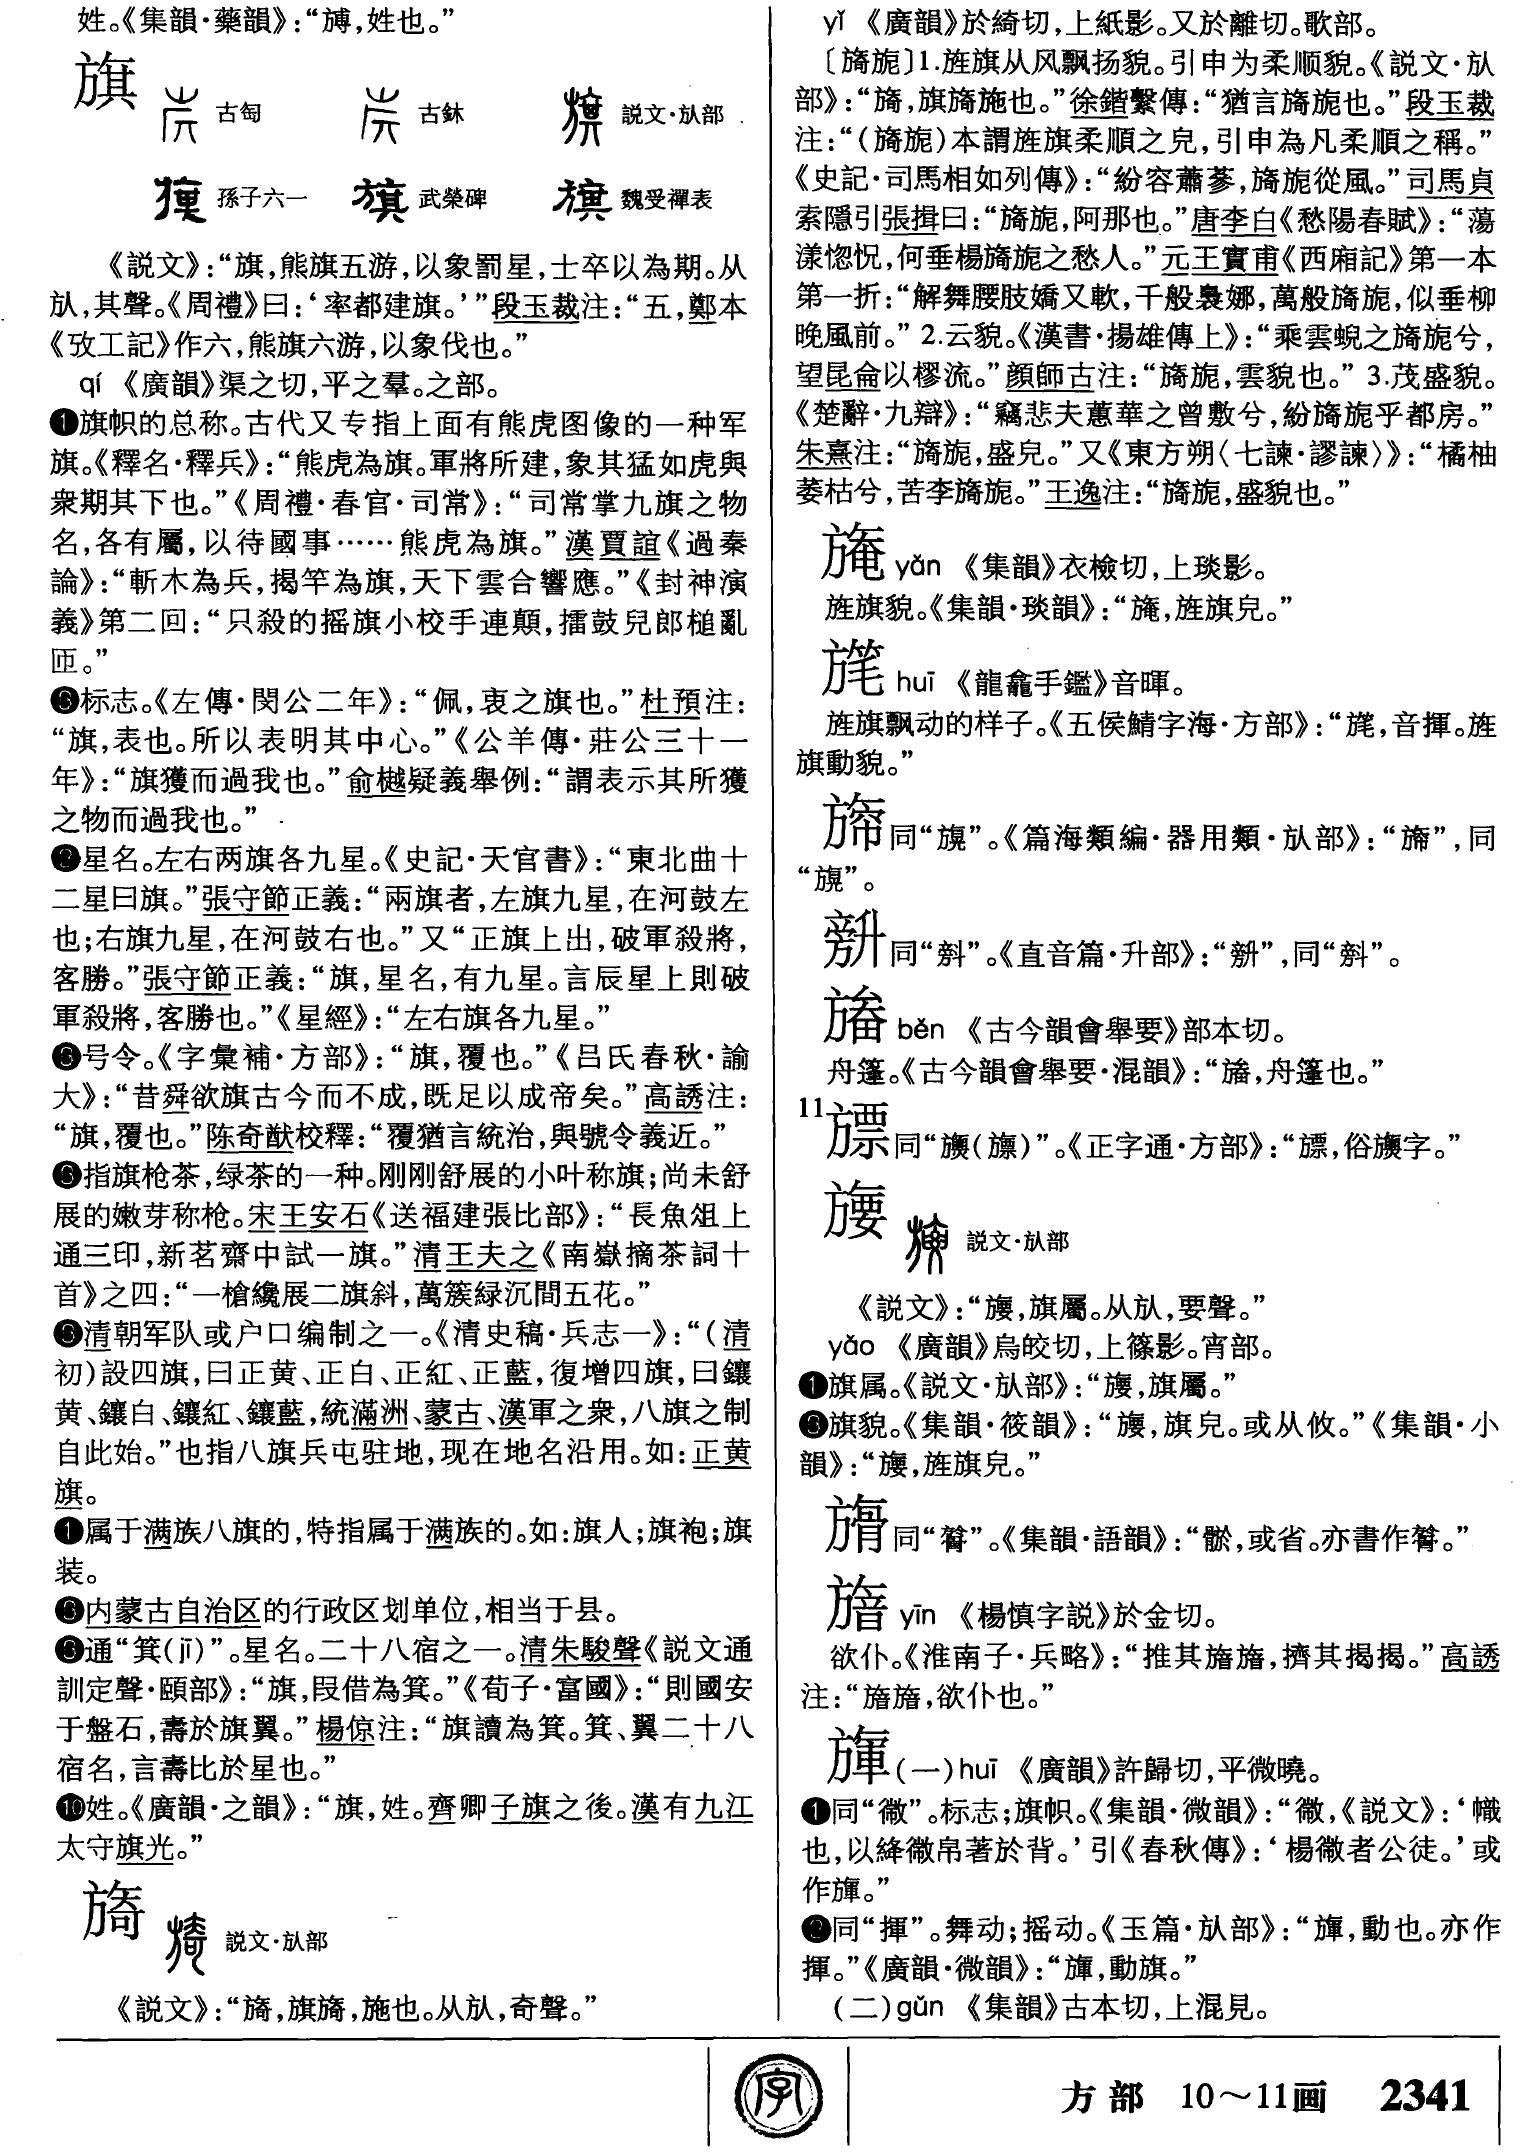 姓。《集韻·藥韻》：“㫍，姓也。”
旗
古匋 古鉥 説文·㫃部
孫子六一 武榮碑 魏受禪表
《説文》：“旗，熊旗五游，以象罰星，士卒以為期。从
㫃，其聲。《周禮》曰：‘率都建旗。’”段玉裁注：“五，鄭本
《攷工記》作六，熊旗六游，以象伐也。”
qí 《廣韻》渠之切，平之羣。之部。
❶旗帜的总称。古代又专指上面有熊虎图像的一种军
旗。《釋名·釋兵》：“熊虎為旗。軍將所建，象其猛如虎與
衆期其下也。”《周禮·春官·司常》：“司常掌九旗之物
名，各有屬，以待國事……熊虎為旗。”漢賈誼《過秦
論》：“斬木為兵，揭竿為旗，天下雲合響應。”《封神演
義》第二回：“只殺的摇旗小校手連顛，擂鼓兒郎槌亂
匝。”
❸标志。《左傳·閔公二年》：“佩，衷之旗也。”杜預注：
“旗，表也。所以表明其中心。”《公羊傳·莊公三十一
年》：“旗獲而過我也。”俞樾疑義舉例：“謂表示其所獲
之物而過我也。”
❷星名。左右两旗各九星。《史記·天官書》：“東北曲十
二星曰旗。”張守節正義：“兩旗者，左旗九星，在河鼓左
也；右旗九星，在河鼓右也。”又“正旗上出，破軍殺將，
客勝。”張守節正義：“旗，星名，有九星。言辰星上則破
軍殺將，客勝也。”《星經》：“左右旗各九星。”
❸号令。《字彙補·方部》：“旗，覆也。”《吕氏春秋·諭
大》：“昔舜欲旗古今而不成，既足以成帝矣。”高誘注：
“旗，覆也。”陈奇猷校釋：“覆猶言統治，與號令義近。”
❸指旗枪茶，绿茶的一种。刚刚舒展的小叶称旗；尚未舒
展的嫩芽称枪。宋王安石《送福建張比部》：“長魚俎上
通三印，新茗齋中試一旗。”清王夫之《南嶽摘茶詞十
首》之四：“一槍纔展二旗斜，萬簇緑沉間五花。”
❸清朝军队或户口编制之一。《清史稿·兵志一》：“（清
初）設四旗，曰正黄、正白、正紅、正藍，復增四旗，曰鑲
黄、鑲白、鑲紅、鑲藍，統滿洲、蒙古、漢軍之衆，八旗之制
自此始。”也指八旗兵屯驻地，现在地名沿用。如：正黄
旗。
❶属于满族八旗的，特指属于满族的。如：旗人；旗袍；旗
装。
❸内蒙古自治区的行政区划单位，相当于县。
❸通“箕（jī）”。星名。二十八宿之一。清朱駿聲《説文通
訓定聲·頤部》：“旗，叚借為箕。”《荀子·富國》：“則國安
于盤石，壽於旗翼。”楊倞注：“旗讀為箕。箕、翼二十八
宿名，言壽比於星也。”
❿姓。《廣韻·之韻》：“旗，姓。齊卿子旗之後。漢有九江
太守旗光。”
旖
説文·㫃部
《説文》：“旖，旗旖，施也。从㫃，奇聲。”
yǐ 《廣韻》於綺切，上紙影。又於離切。歌部。
〔旖旎〕1.旌旗从风飘扬貌。引申为柔顺貌。《説文·㫃
部》：“旖，旗旖施也。”徐鍇繫傳：“猶言旖旎也。”段玉裁
注：“（旖旎）本謂旌旗柔順之皃，引申為凡柔順之稱。”
《史記·司馬相如列傳》：“紛容蕭蔘，旖旎從風。”司馬貞
索隱引張揖曰：“旖旎，阿那也。”唐李白《愁陽春賦》：“蕩
漾惚怳，何垂楊旖旎之愁人。”元王實甫《西廂記》第一本
第一折：“解舞腰肢嬌又軟，千般裊娜，萬般旖旎，似垂柳
晚風前。” 2.云貌。《漢書·揚雄傳上》：“乘雲蜺之旖旎兮，
望昆侖以樛流。”顔師古注：“旖旎，雲貌也。” 3.茂盛貌。
《楚辭·九辯》：“竊悲夫蕙華之曾敷兮，紛旖旎乎都房。”
朱熹注：“旖旎，盛皃。”又《東方朔〈七諫·謬諫〉》：“橘柚
萎枯兮，苦李旖旎。”王逸注：“旖旎，盛貌也。”
yǎn 《集韻》衣檢切，上琰影。
旌旗貌。《集韻·琰韻》：“，旌旗皃。”
huī 《龍龕手鑑》音暉。
旌旗飘动的样子。《五侯鯖字海·方部》：“，音揮。旌
旗動貌。”
同“”。《篇海類編·器用類·㫃部》：“”，同
“”。
同“”。《直音篇·升部》：“”，同“”。
běn 《古今韻會舉要》部本切。
舟篷。《古今韻會舉要·混韻》：“，舟篷也。”
11
旚同“（）”。《正字通·方部》：“，俗字。”
説文·㫃部
《説文》：“，旗屬。从㫃，要聲。”
yǎo 《廣韻》烏皎切，上篠影。宵部。
❶旗属。《説文·㫃部》：“，旗屬。”
❸旗貌。《集韻·筊韻》：“，旗皃。或从攸。”《集韻·小
韻》：“，旌旗皃。”
同“”。《集韻·語韻》：“，或省。亦書作。”
yīn 《楊慎字説》於金切。
欲仆。《淮南子·兵略》：“推其，擠其揭揭。”高誘
注：“，欲仆也。”
㫎（一）huī 《廣韻》許歸切，平微曉。
❶同“微”。标志；旗帜。《集韻·微韻》：“微，《説文》：‘幟
也，以絳微帛著於背。’引《春秋傳》：‘楊微者公徒。’或
作㫎。”
❷同“揮”。舞动；摇动。《玉篇·㫃部》：“㫎，動也。亦作
揮。”《廣韻·微韻》：“㫎，動旗。”
（二）gǔn 《集韻》古本切，上混見。
字
方部 10～11画 2341